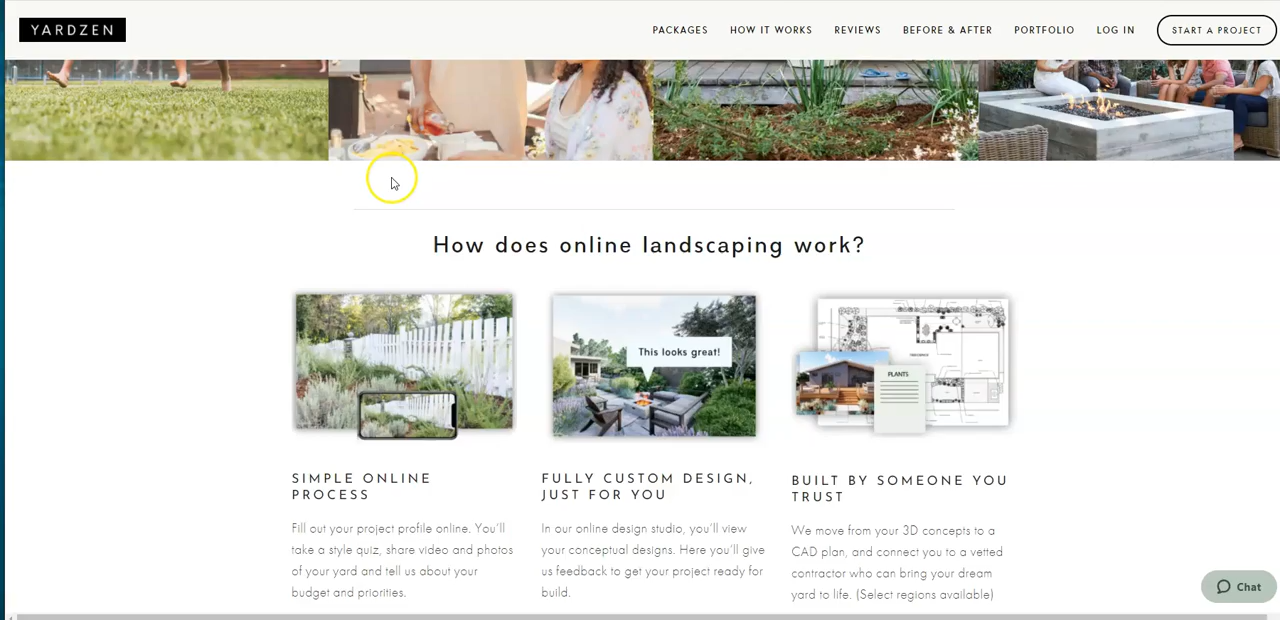 YARDZEN
PACKAGES HOW IT WORKS REVIEWS BEFORE & AFTER PORTFOLIO LOG IN START A PROJECT
How does online landscaping work?
This looks great!
PLANTS
SIMPLE ONLINE
PROCESS
Fill out your project profile online. You'll
take a style quiz, share video and photos
of your yard and tell us about your
budget and priorities.
FULLY CUSTOM DESIGN,
JUST FOR YOU
In our online design studio, you'll view
your conceptual designs. Here you'll give
us feedback to get your project ready for
build.
BUILT BY SOMEONE YOU
TRUST
We move from your 3D concepts to a
CAD plan, and connect you to a vetted
contractor who can bring your dream
yard to life. (Select regions available)
Chat